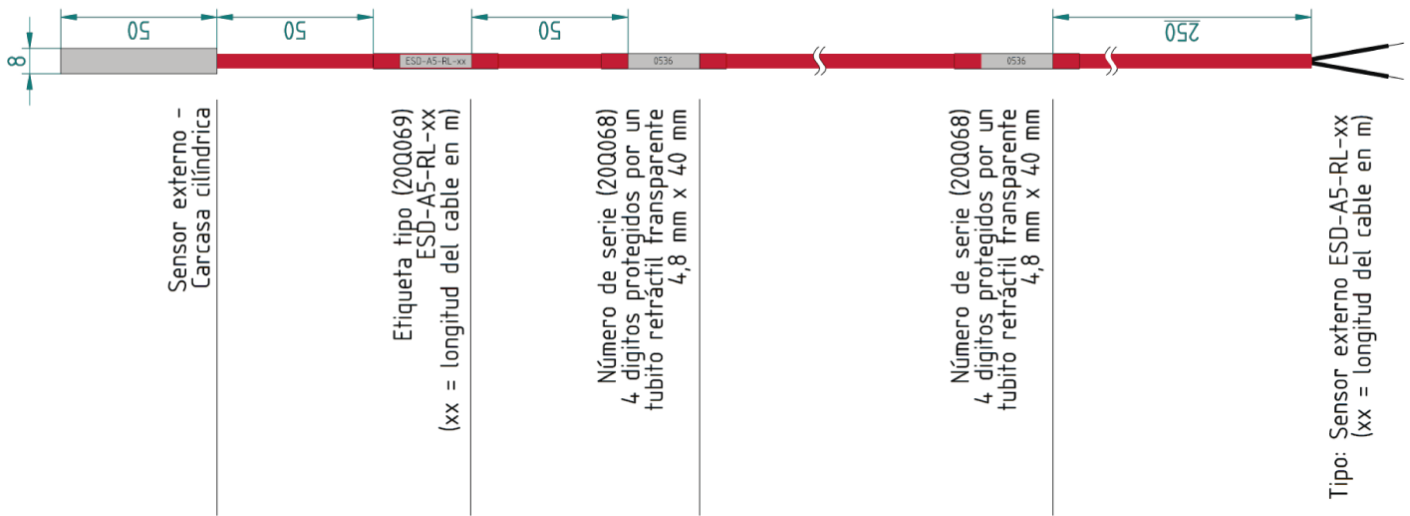 50
50
50
250
8
ESD-A5-RL-xx
0536
0536
Sensor externo -
Carcasa cilíndrica
Etiqueta tipo (20Q069)
ESD-A5-RL-xx
(xx = longitud del cable en m)
Número de serie (20Q068)
4 digitos protegidos por un
tubito retráctil transparente
4,8 mm x 40 mm
Número de serie (20Q068)
4 digitos protegidos por un
tubito retráctil transparente
4,8 mm x 40 mm
Tipo: Sensor externo ESD-A5-RL-xx
(xx = longitud del cable en m)